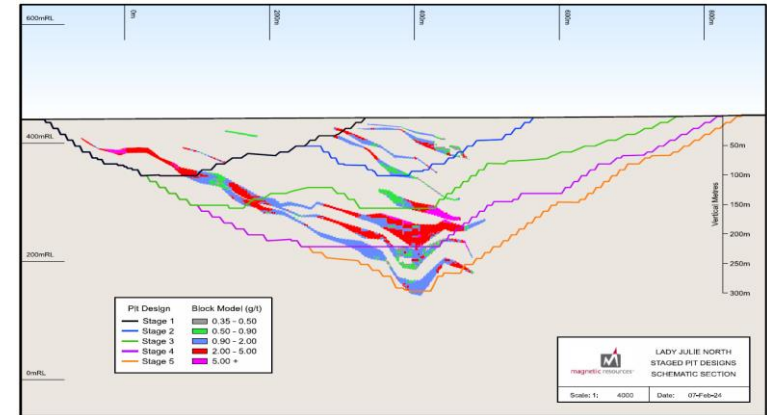 600mRL
0m
200m
400m
600m
800m
400mRL
50m
100m
150m
200m
250m
300m
Vertical Metres
200mRL
0mRL
Pit Design
Block Model (g/t)
Stage 1
0.35 - 0.50
Stage 2
0.50 - 0.90
Stage 3
0.90 - 2.00
Stage 4
2.00 - 5.00
Stage 5
5.00 +
magnetic resources
LADY JULIE NORTH
STAGED PIT DESIGNS
SCHEMATIC SECTION
Scale: 1: 4000
Date: 07-Feb-24